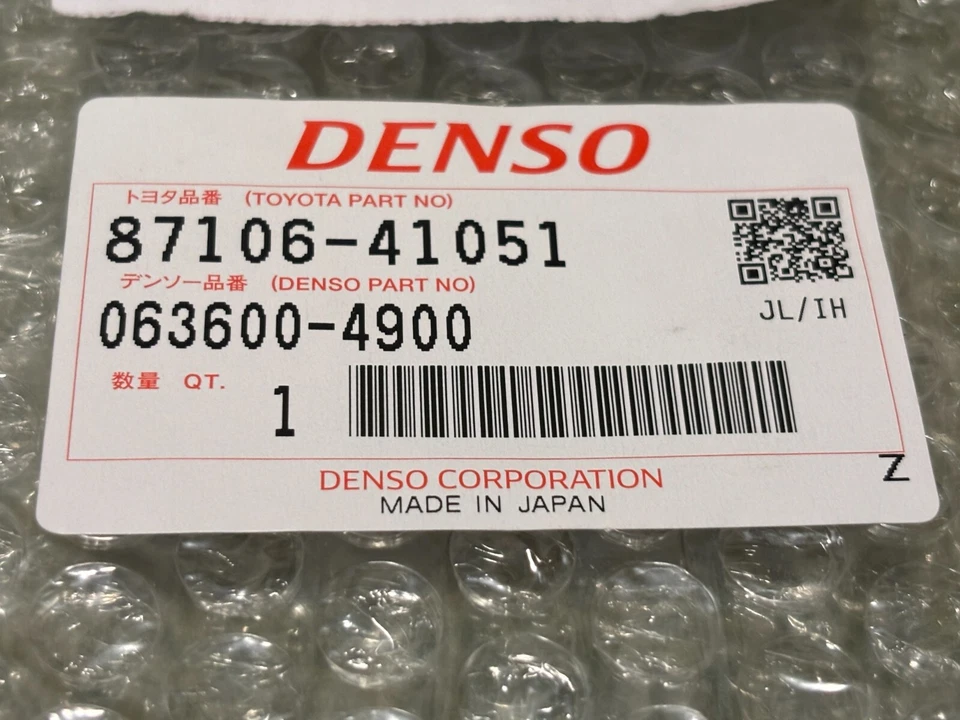 DENSO
トヨタ品番 (TOYOTA PART NO)
87106-41051
デンソー品番 (DENSO PART NO)
063600-4900
JL/IH
数量 QT.
1
Z
DENSO CORPORATION
MADE IN JAPAN